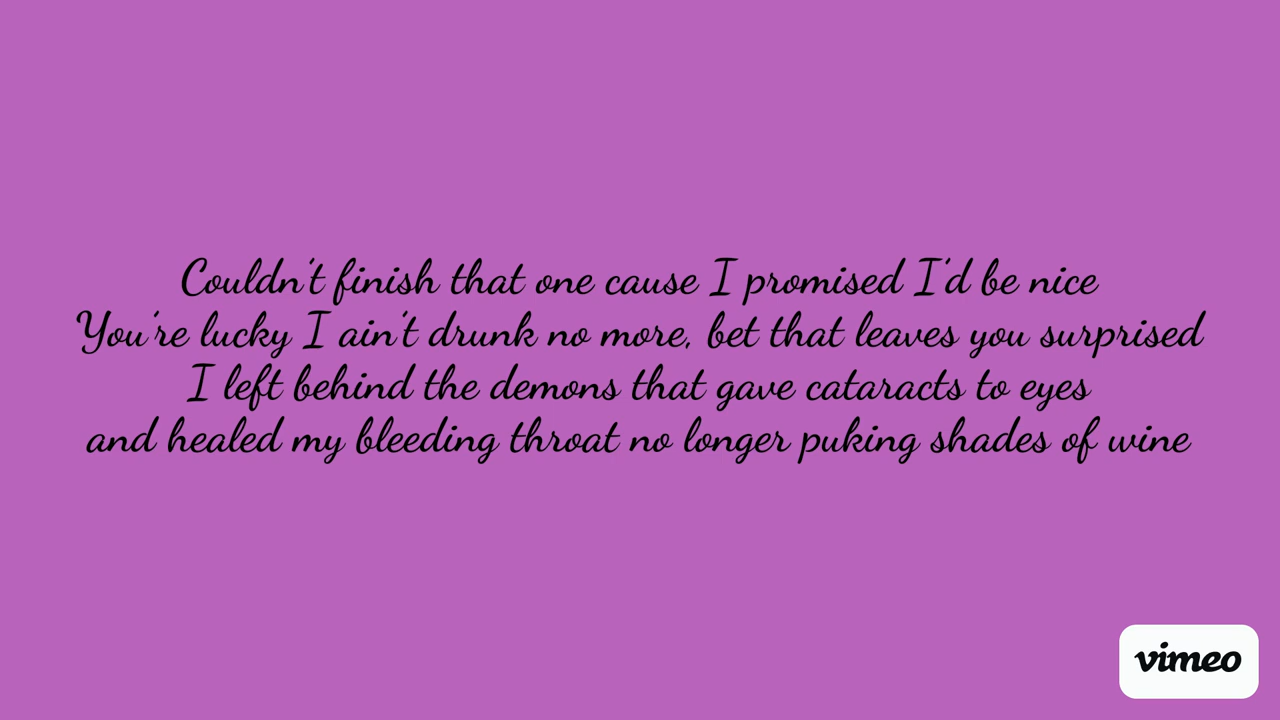 Couldn't finish that one cause I promised I'd be nice
You're lucky I ain't drunk no more, bet that leaves you surprised
I left behind the demons that gave cataracts to eyes
and healed my bleeding throat no longer puking shades of wine
vimeo